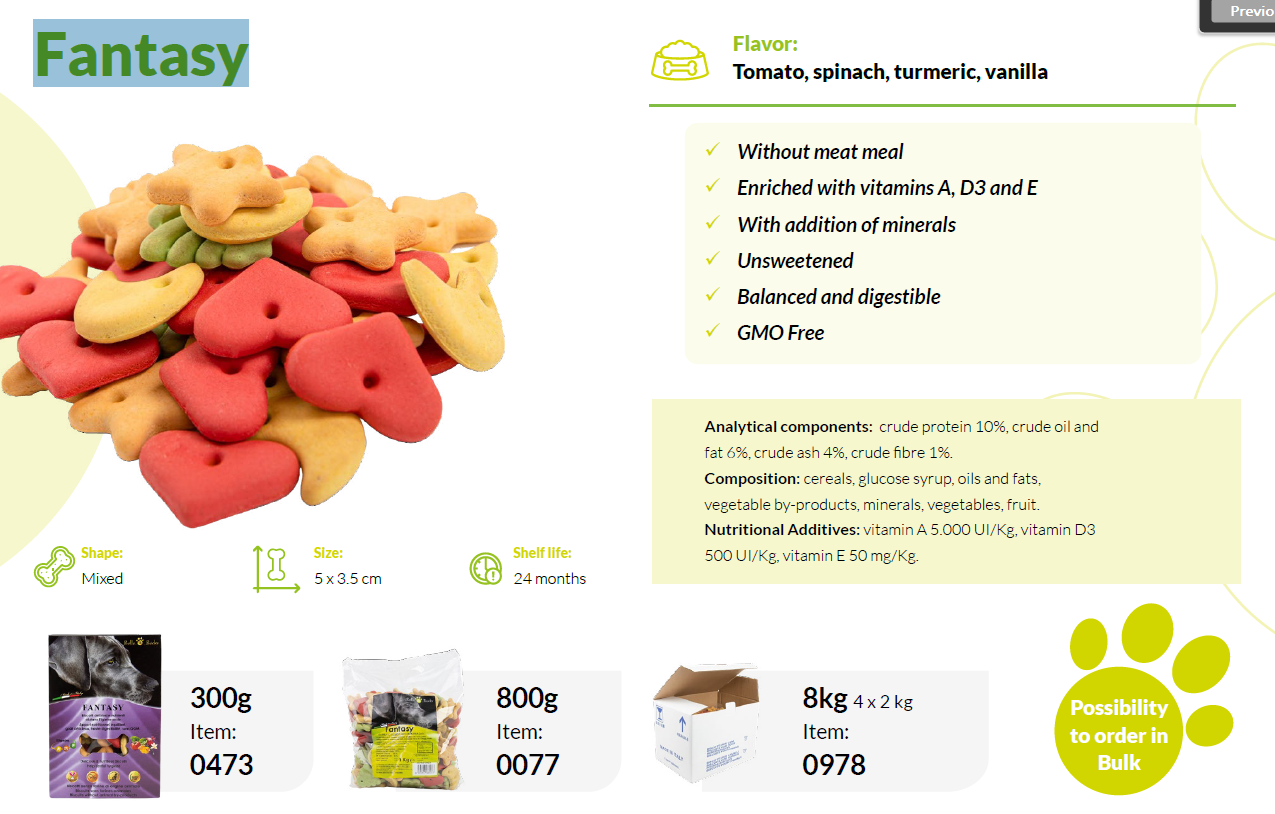 Previo
Fantasy
Flavor:
Tomato, spinach, turmeric, vanilla
Without meat meal
Enriched with vitamins A, D3 and E
With addition of minerals
Unsweetened
Balanced and digestible
GMO Free
Analytical components: crude protein 10%, crude oil and
fat 6%, crude ash 4%, crude fibre 1%.
Composition: cereals, glucose syrup, oils and fats,
vegetable by-products, minerals, vegetables, fruit.
Nutritional Additives: vitamin A 5.000 UI/Kg, vitamin D3
500 UI/Kg, vitamin E 50 mg/Kg.
Shape:
Mixed
Size:
5 x 3.5 cm
Shelf life:
24 months
FANTASY
300g
Item:
0473
Fantasy
800g
Item:
0077
MADE IN ITALY
8kg 4 x 2 kg
Item:
0978
Possibility
to order in
Bulk